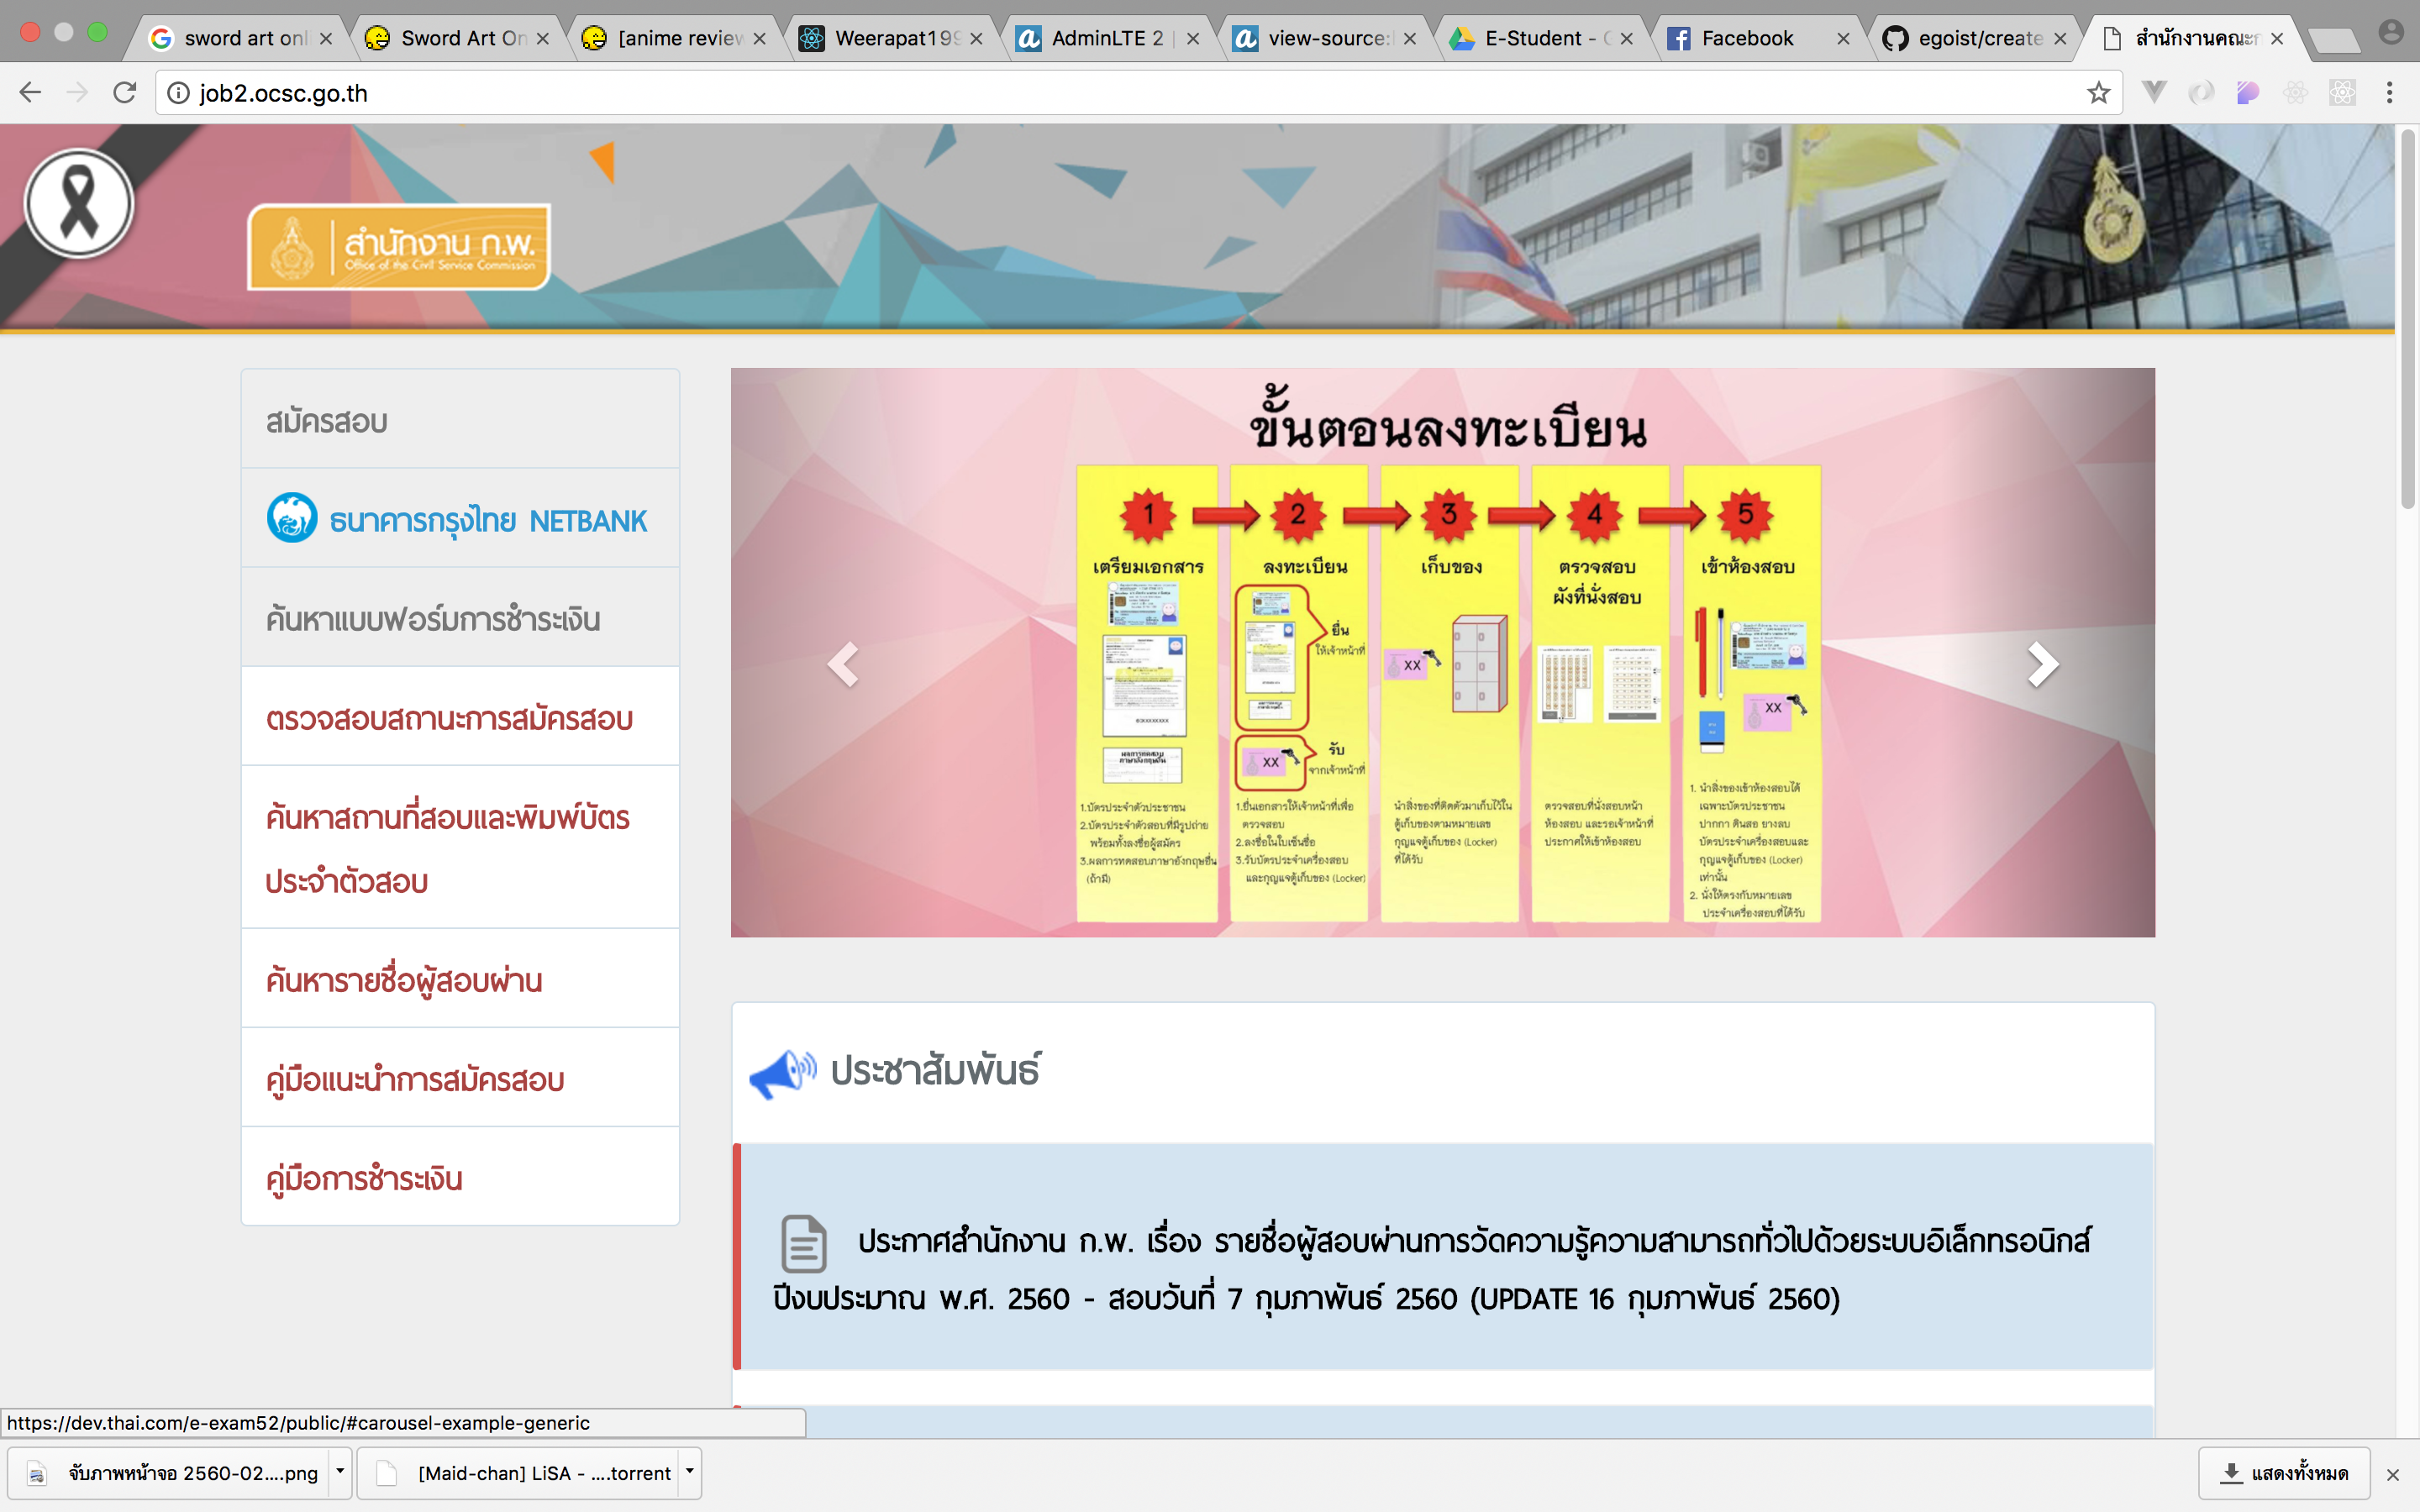 sword art onl
Sword Art On
[anime review
Weerapat199
AdminLTE 2 |
view-source:
E-Student - G
Facebook
egoist/create
สำนักงานคณะก
job2.ocsc.go.th
สำนักงาน ก.พ.
Office of the Civil Service Commission
สมัครสอบ
ธนาคารกรุงไทย NETBANK
ค้นหาแบบฟอร์มการชำระเงิน
ตรวจสอบสถานะการสมัครสอบ
ค้นหาสถานที่สอบและพิมพ์บัตร
ประจำตัวสอบ
ค้นหารายชื่อผู้สอบผ่าน
คู่มือแนะนำการสมัครสอบ
คู่มือการชำระเงิน
ขั้นตอนลงทะเบียน
1
เตรียมเอกสาร
ผลการทดสอบ
ภาษาอังกฤษอื่น
1.บัตรประจำตัวประชาชน
2.บัตรประจำตัวสอบที่มีรูปถ่าย
พร้อมทั้งลงชื่อผู้สมัคร
3.ผลการทดสอบภาษาอังกฤษอื่น
(ถ้ามี)
2
ลงทะเบียน
ยื่น
ให้เจ้าหน้าที่
XX
รับ
จากเจ้าหน้าที่
1.ยื่นเอกสารให้เจ้าหน้าที่เพื่อ
ตรวจสอบ
2.ลงชื่อในใบเซ็นชื่อ
3.รับบัตรประจำเครื่องสอบ
และกุญแจตู้เก็บของ (Locker)
3
เก็บของ
XX
นำสิ่งของที่ติดตัวมาเก็บไว้ใน
ตู้เก็บของตามหมายเลข
กุญแจตู้เก็บของ (Locker)
ที่ได้รับ
4
ตรวจสอบ
ผังที่นั่งสอบ
ตรวจสอบที่นั่งสอบหน้า
ห้องสอบ และรอเจ้าหน้าที่
ประกาศให้เข้าห้องสอบ
5
เข้าห้องสอบ
XX
1. นำสิ่งของเข้าห้องสอบได้
เฉพาะบัตรประชาชน
ปากกา ดินสอ ยางลบ
บัตรประจำเครื่องสอบและ
กุญแจตู้เก็บของ (Locker)
เท่านั้น
2. นั่งให้ตรงกับหมายเลข
ประจำเครื่องสอบที่ได้รับ
ประชาสัมพันธ์
ประกาศสำนักงาน ก.พ. เรื่อง รายชื่อผู้สอบผ่านการวัดความรู้ความสามารถทั่วไปด้วยระบบอิเล็กทรอนิกส์
ปีงบประมาณ พ.ศ. 2560 - สอบวันที่ 7 กุมภาพันธ์ 2560 (UPDATE 16 กุมภาพันธ์ 2560)
https://dev.thai.com/e-exam52/public/#carousel-example-generic
จับภาพหน้าจอ 2560-02....png
[Maid-chan] LiSA - ....torrent
แสดงทั้งหมด